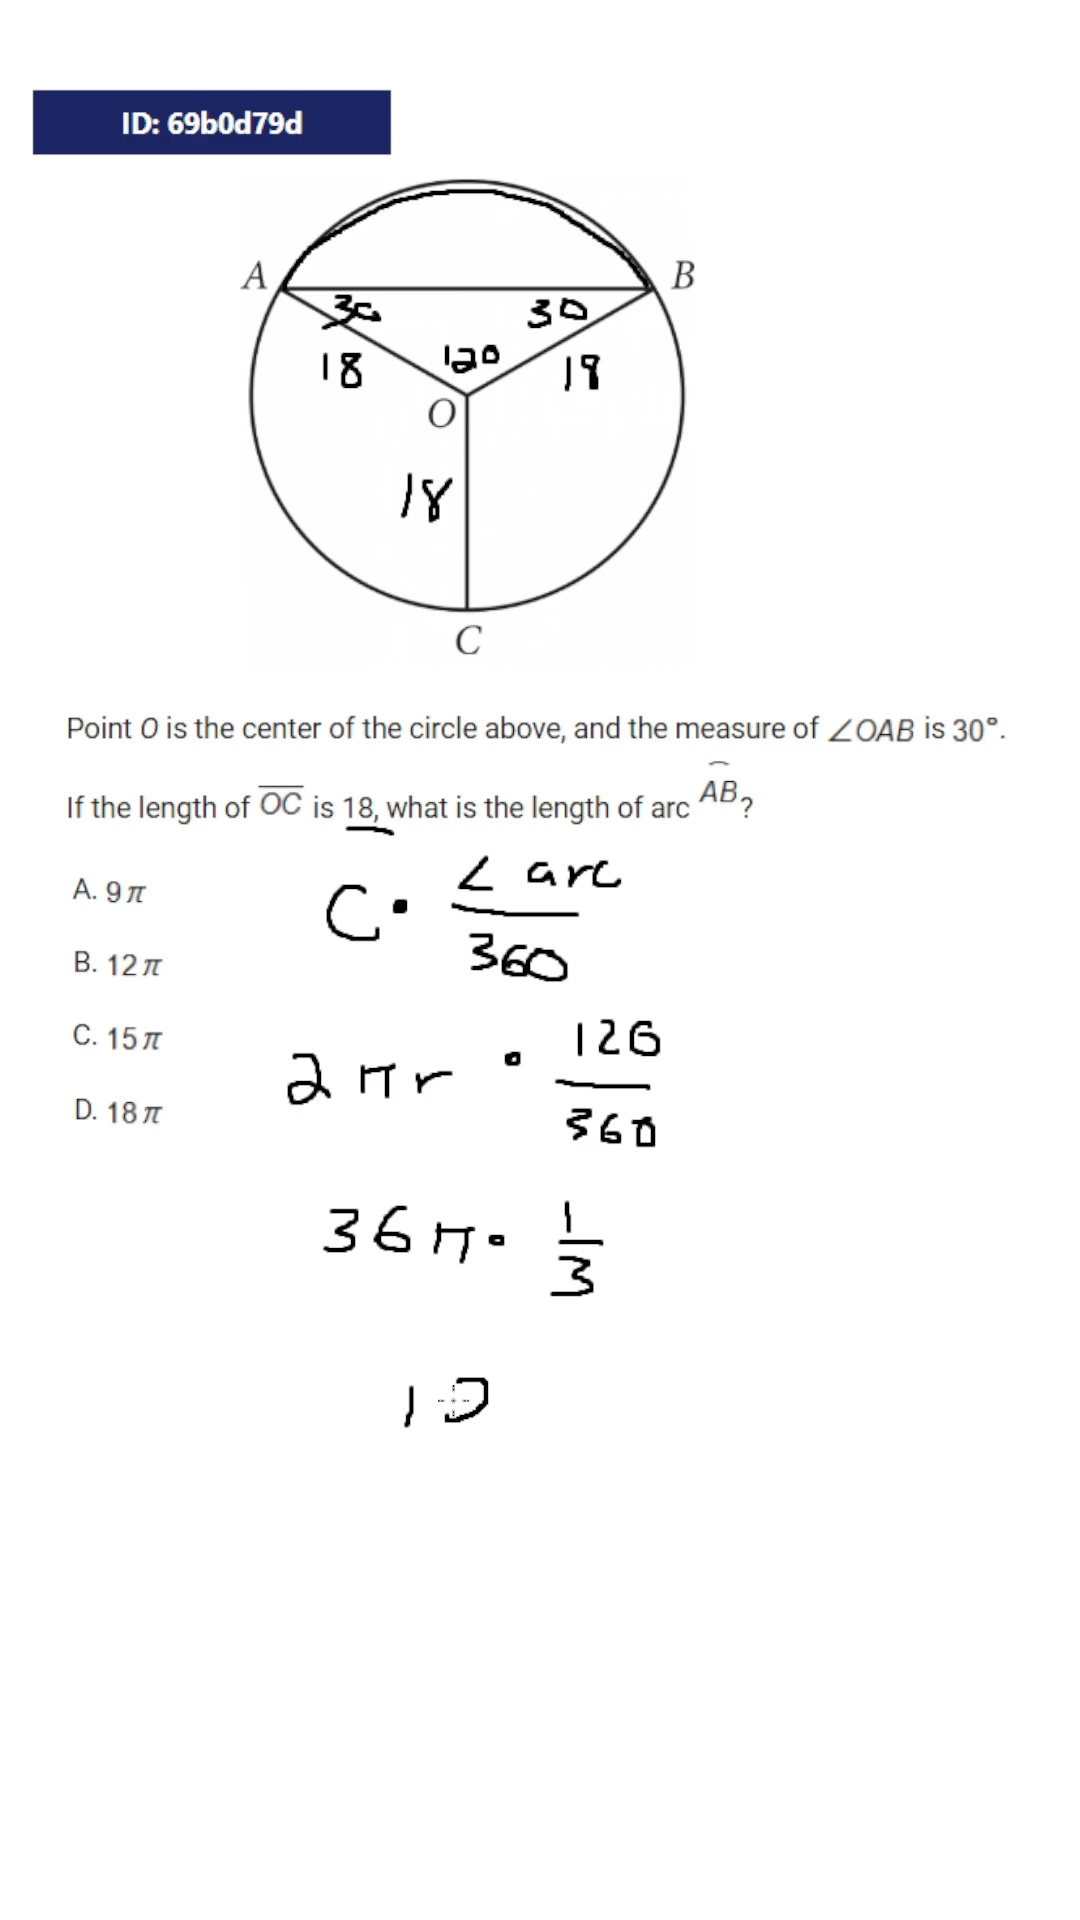 ID: 69b0d79d
A
B
30
30
18
120
18
O
18
C
Point O is the center of the circle above, and the measure of ∠OAB is 30°.
If the length of OC is 18, what is the length of arc AB?
A. 9π
B. 12π
C. 15π
D. 18π
C · ∠ arc
360
2πr · 120
360
36π · 1
3